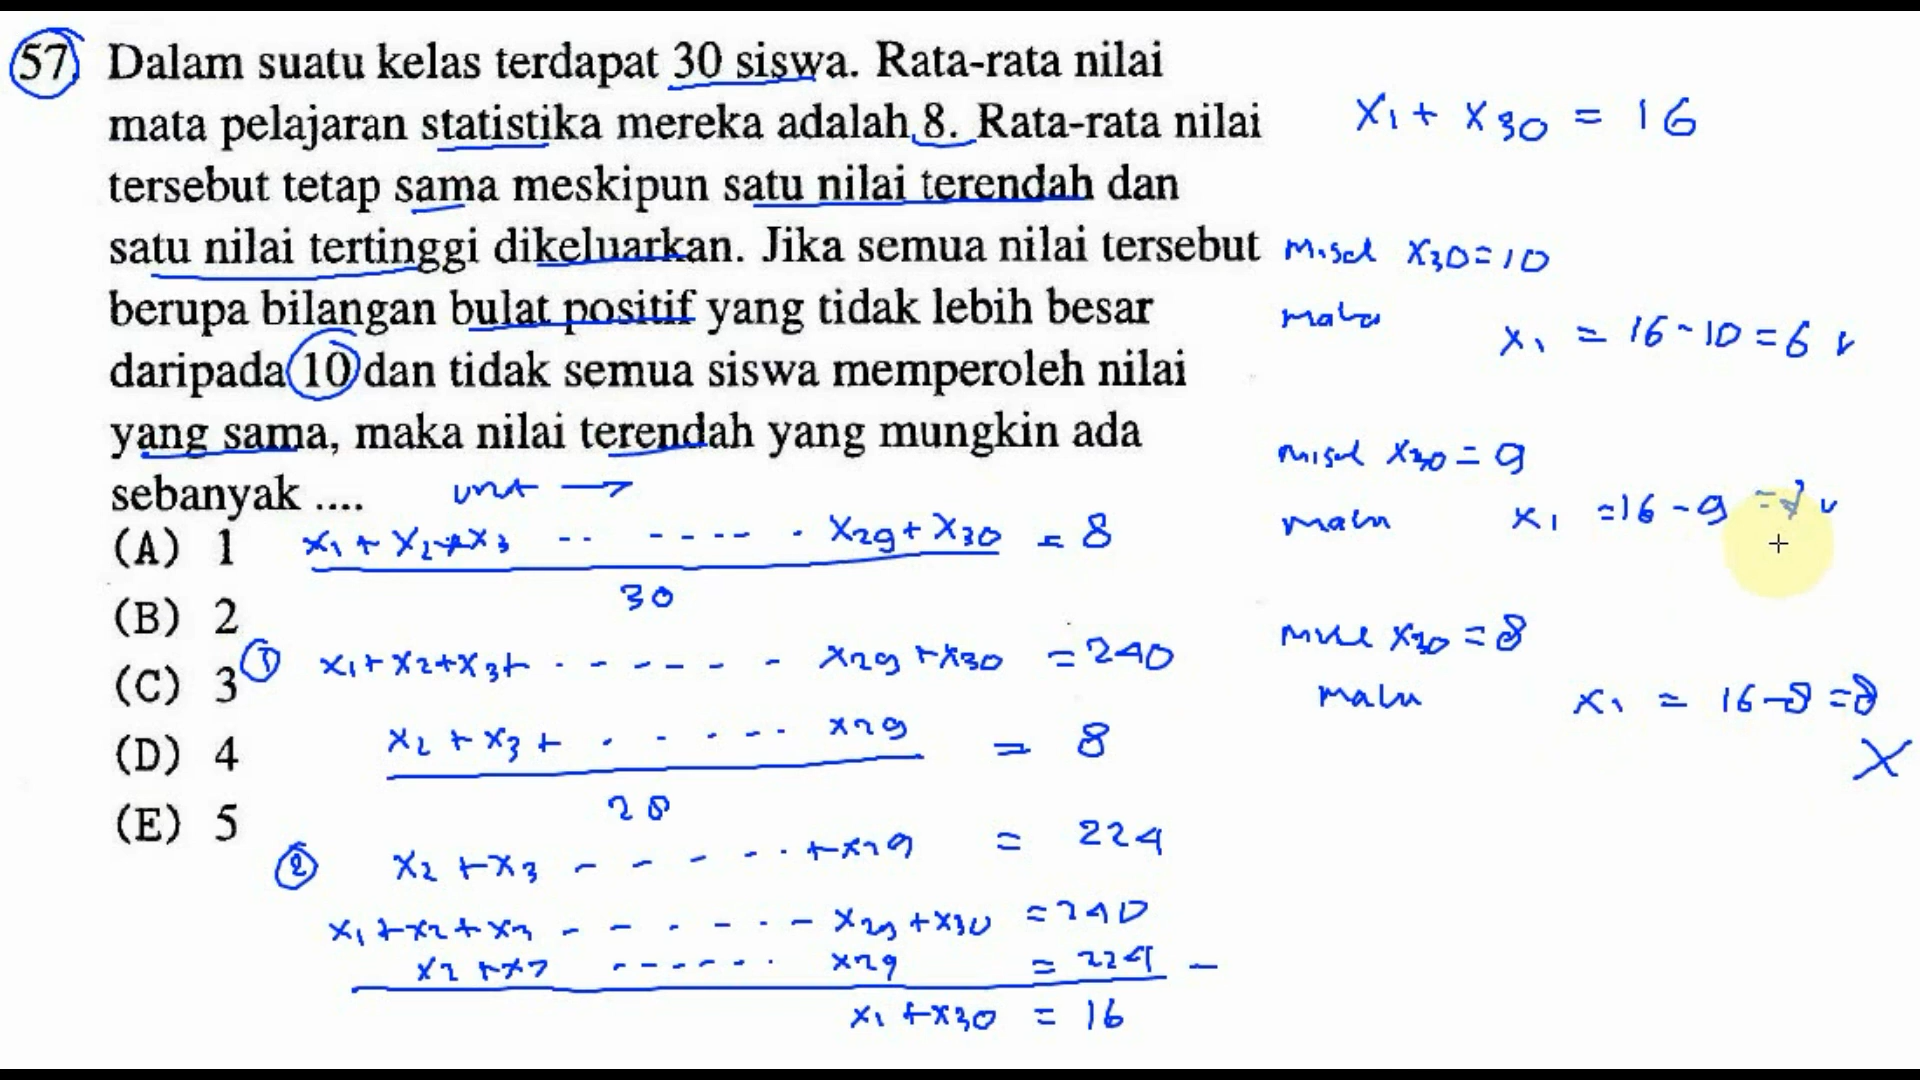 57. Dalam suatu kelas terdapat 30 siswa. Rata-rata nilai
mata pelajaran statistika mereka adalah 8. Rata-rata nilai
tersebut tetap sama meskipun satu nilai terendah dan
satu nilai tertinggi dikeluarkan. Jika semua nilai tersebut
berupa bilangan bulat positif yang tidak lebih besar
daripada 10 dan tidak semua siswa memperoleh nilai
yang sama, maka nilai terendah yang mungkin ada
sebanyak ....
(A) 1
(B) 2
(C) 3
(D) 4
(E) 5
→
x1 + x2 + x3 .. ---- . x29 + x30 = 8
30
① x1 + x2 + x3 + . - - - - - - x29 + x30 = 240
x2 + x3 + . . - - -. x29 = 8
28
② x2 + x3 - - - - . . + x29 = 224
x1 + x2 + x3 - - - - . - x29 + x30 = 240
x2 + x3 ------. x29 = 224 -
x1 + x30 = 16
x1 + x30 = 16
misal x30 = 10
maka x1 = 16 - 10 = 6 v
misal x30 = 9
maka x1 = 16 - 9 = 7 v
misal x30 = 8
maka x1 = 16 - 8 = 8
X